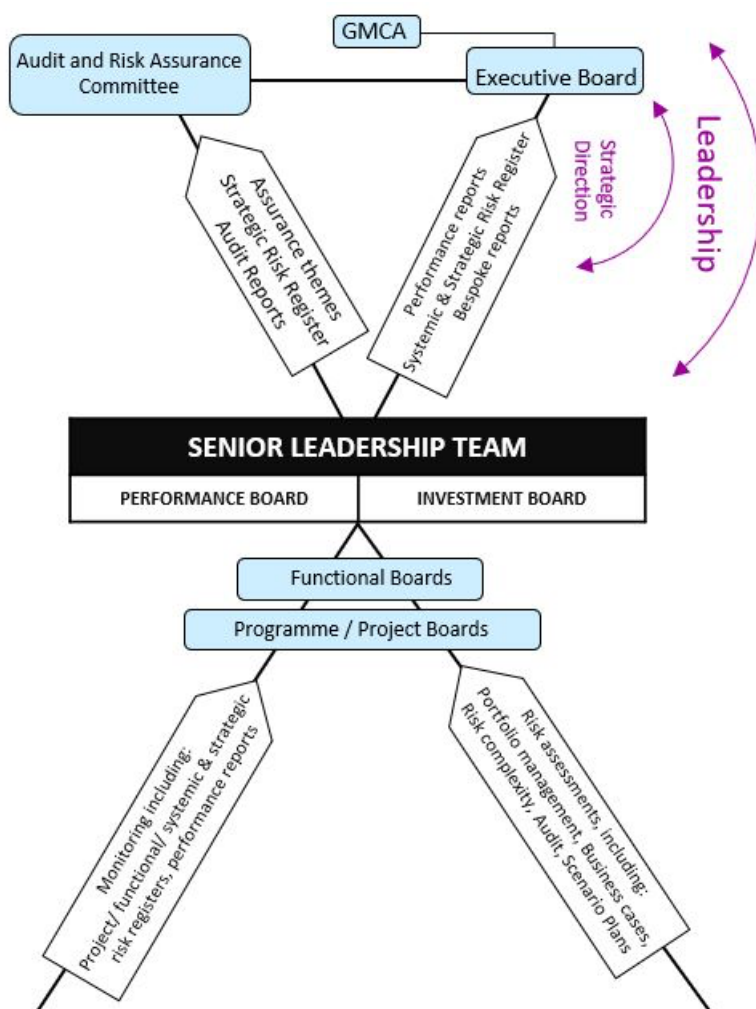 GMCA
Audit and Risk Assurance
Committee
Executive Board
Leadership
Strategic
Direction
Assurance themes
Strategic Risk Register
Audit Reports
Performance reports
Systemic & Strategic Risk Register
Bespoke reports
SENIOR LEADERSHIP TEAM
PERFORMANCE BOARD
INVESTMENT BOARD
Functional Boards
Programme / Project Boards
Monitoring including:
Project/ functional/ systemic & strategic
risk registers, performance reports
Risk assessments, including:
Portfolio management, Business cases,
Risk complexity, Audit, Scenario Plans